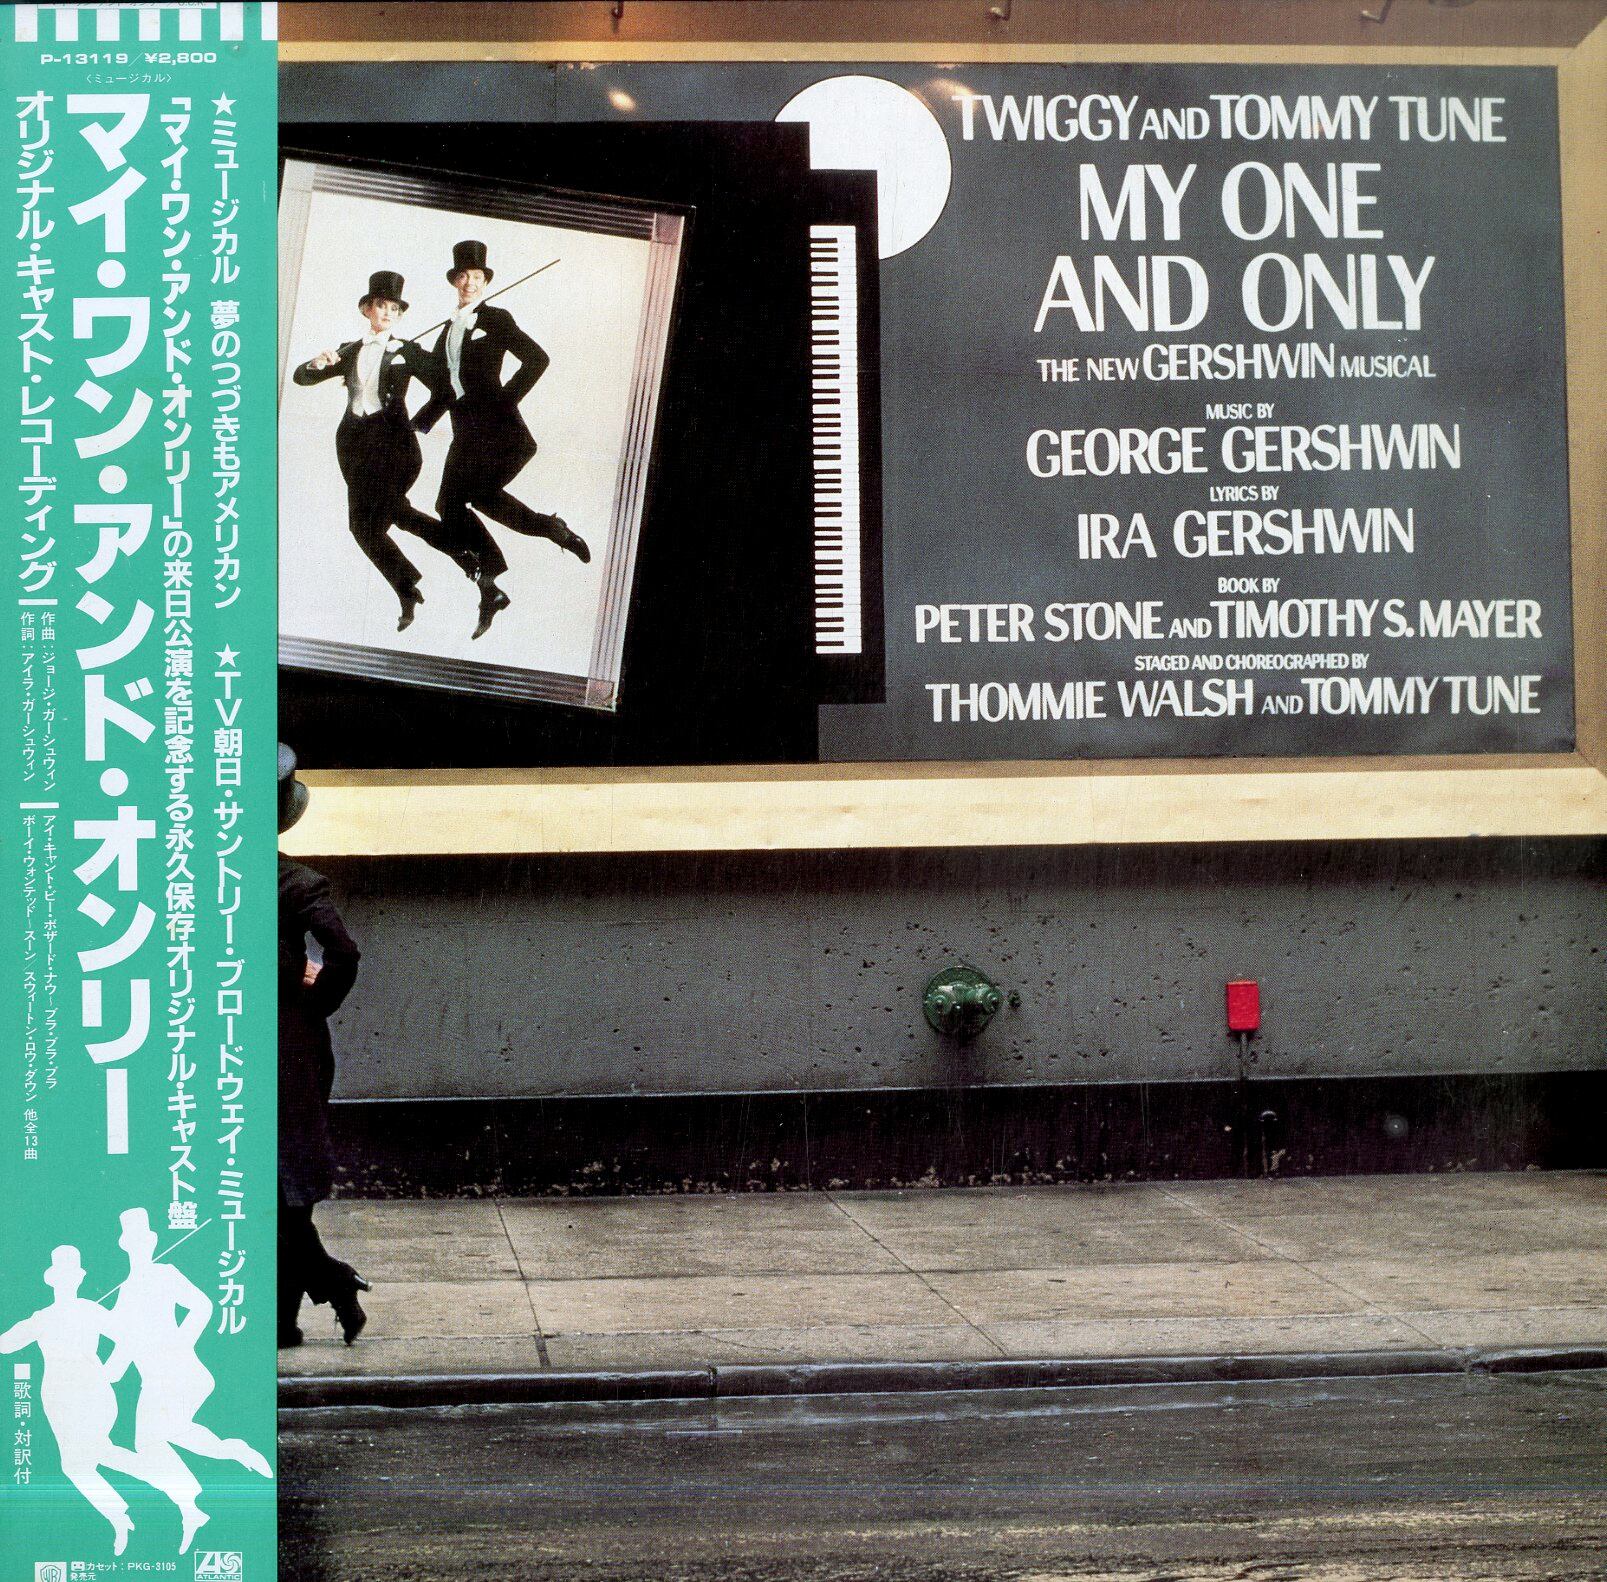 P-13119/¥2,800
〈ミュージカル〉
★ミュージカル 夢のつづきもアメリカン ★TV朝日・サントリー・ブロードウェイ・ミュージカル
「マイ・ワン・アンド・オンリー」の来日公演を記念する永久保存オリジナル・キャスト盤
マイ・ワン・アンド・オンリー
オリジナル・キャスト・レコーディング
作曲:ジョージ・ガーシュウィン
作詞:アイラ・ガーシュウィン
アイ・キャント・ビー・ボザード・ナウ〜ブラ・ブラ・ブラ
ボーイ・ウォンテッド〜スーン/スウィートン・ロウ・ダウン 他全13曲
■歌詞・対訳付
カセット:PKG-3105
発売元
ATLANTIC
TWIGGY AND TOMMY TUNE
MY ONE
AND ONLY
THE NEW GERSHWIN MUSICAL
MUSIC BY
GEORGE GERSHWIN
LYRICS BY
IRA GERSHWIN
BOOK BY
PETER STONE AND TIMOTHY S. MAYER
STAGED AND CHOREOGRAPHED BY
THOMMIE WALSH AND TOMMY TUNE